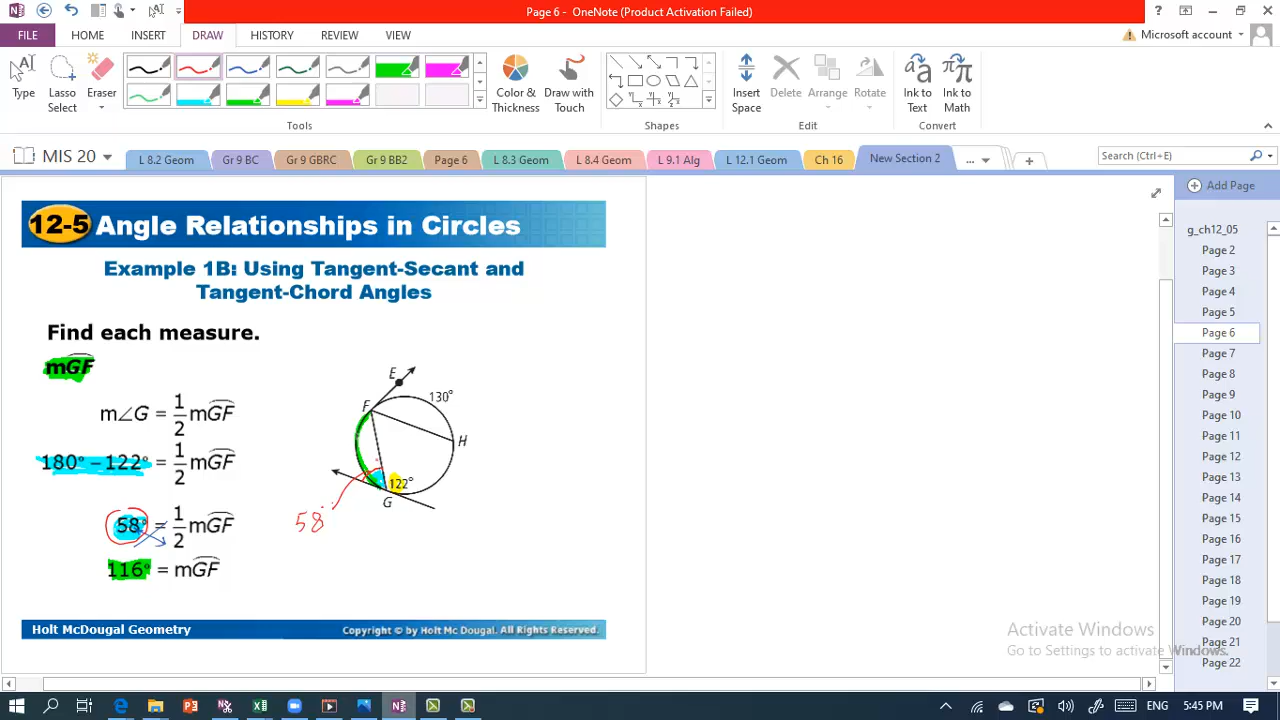 Page 6 - OneNote (Product Activation Failed)
FILE HOME INSERT DRAW HISTORY REVIEW VIEW
Microsoft account
Type
Lasso Select
Eraser
Color & Thickness
Draw with Touch
Insert Space
Delete
Arrange
Rotate
Ink to Text
Ink to Math
Tools Shapes Edit Convert
MIS 20
L 8.2 Geom Gr 9 BC Gr 9 GBRC Gr 9 BB2 Page 6 L 8.3 Geom L 8.4 Geom L 9.1 Alg L 12.1 Geom Ch 16 New Section 2 ...
Search (Ctrl+E)
Add Page
g_ch12_05
Page 2
Page 3
Page 4
Page 5
Page 6
Page 7
Page 8
Page 9
Page 10
Page 11
Page 12
Page 13
Page 14
Page 15
Page 16
Page 17
Page 18
Page 19
Page 20
Page 21
Page 22
12-5 Angle Relationships in Circles
Example 1B: Using Tangent-Secant and
Tangent-Chord Angles
Find each measure.
mGF
m∠G = 1/2 mGF
180° – 122° = 1/2 mGF
58° = 1/2 mGF
116° = mGF
E
F
130°
H
122°
G
58°
Holt McDougal Geometry
Copyright © by Holt Mc Dougal. All Rights Reserved.
Activate Windows
Go to Settings to activate Windows.
ENG 5:45 PM